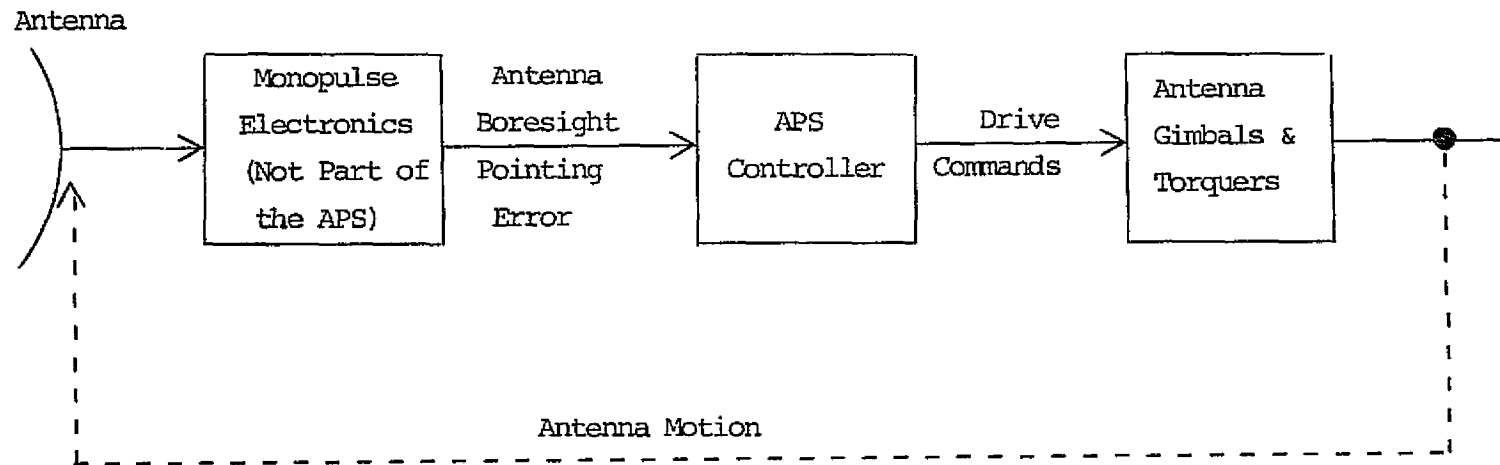 Antenna
Monopulse
Electronics
(Not Part of
the APS)
Antenna
Boresight
Pointing
Error
APS
Controller
Drive
Commands
Antenna
Gimbals &
Torquers
Antenna Motion